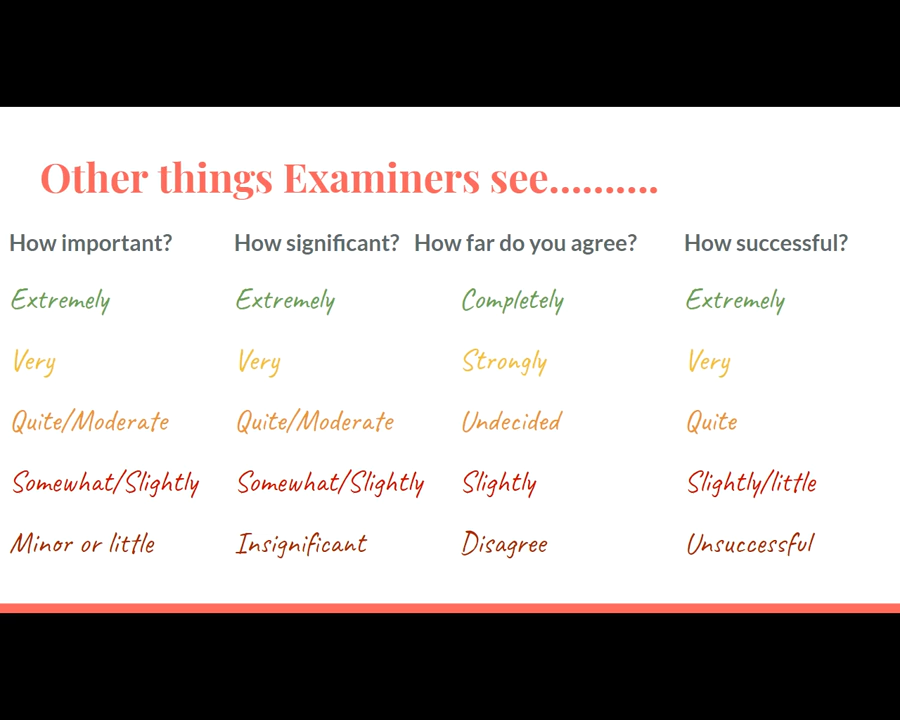 Other things Examiners see..........
How important? How significant? How far do you agree? How successful?
Extremely Extremely Completely Extremely
Very Very Strongly Very
Quite/Moderate Quite/Moderate Undecided Quite
Somewhat/Slightly Somewhat/Slightly Slightly Slightly/little
Minor or little Insignificant Disagree Unsuccessful